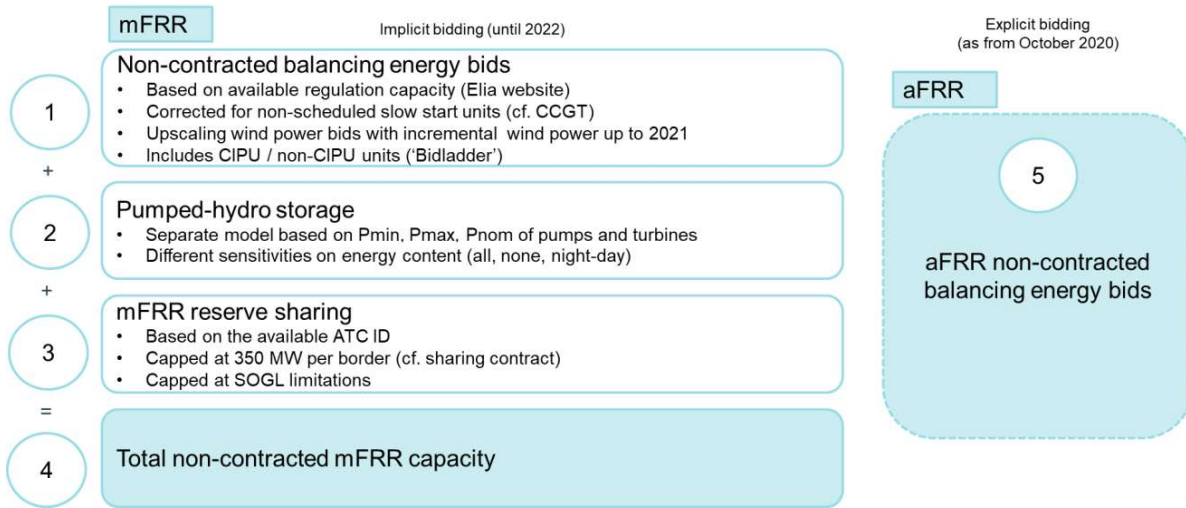 mFRR
Implicit bidding (until 2022)
1
Non-contracted balancing energy bids
• Based on available regulation capacity (Elia website)
• Corrected for non-scheduled slow start units (cf. CCGT)
• Upscaling wind power bids with incremental wind power up to 2021
• Includes CIPU / non-CIPU units (‘Bidladder’)
+
2
Pumped-hydro storage
• Separate model based on Pmin, Pmax, Pnom of pumps and turbines
• Different sensitivities on energy content (all, none, night-day)
+
3
mFRR reserve sharing
• Based on the available ATC ID
• Capped at 350 MW per border (cf. sharing contract)
• Capped at SOGL limitations
=
4
Total non-contracted mFRR capacity
Explicit bidding
(as from October 2020)
aFRR
5
aFRR non-contracted
balancing energy bids